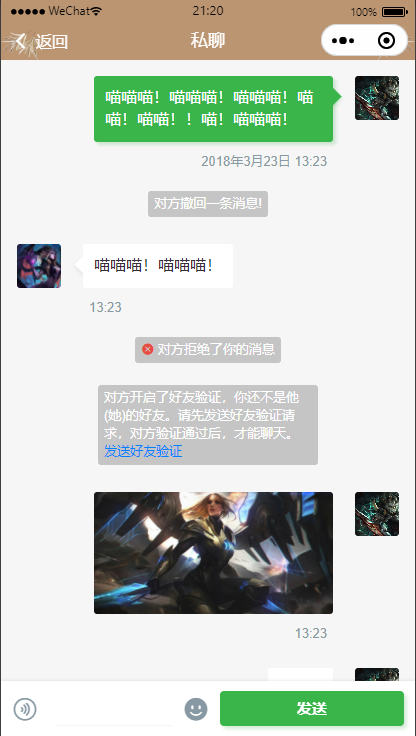 ●●●●● WeChat 21:20 100%
返回 私聊
喵喵喵！喵喵喵！喵喵喵！喵
喵！喵喵！！喵！喵喵喵！
2018年3月23日 13:23
对方撤回一条消息!
喵喵喵！喵喵喵！
13:23
对方拒绝了你的消息
对方开启了好友验证，你还不是他
(她)的好友。请先发送好友验证请
求，对方验证通过后，才能聊天。
发送好友验证
13:23
发送